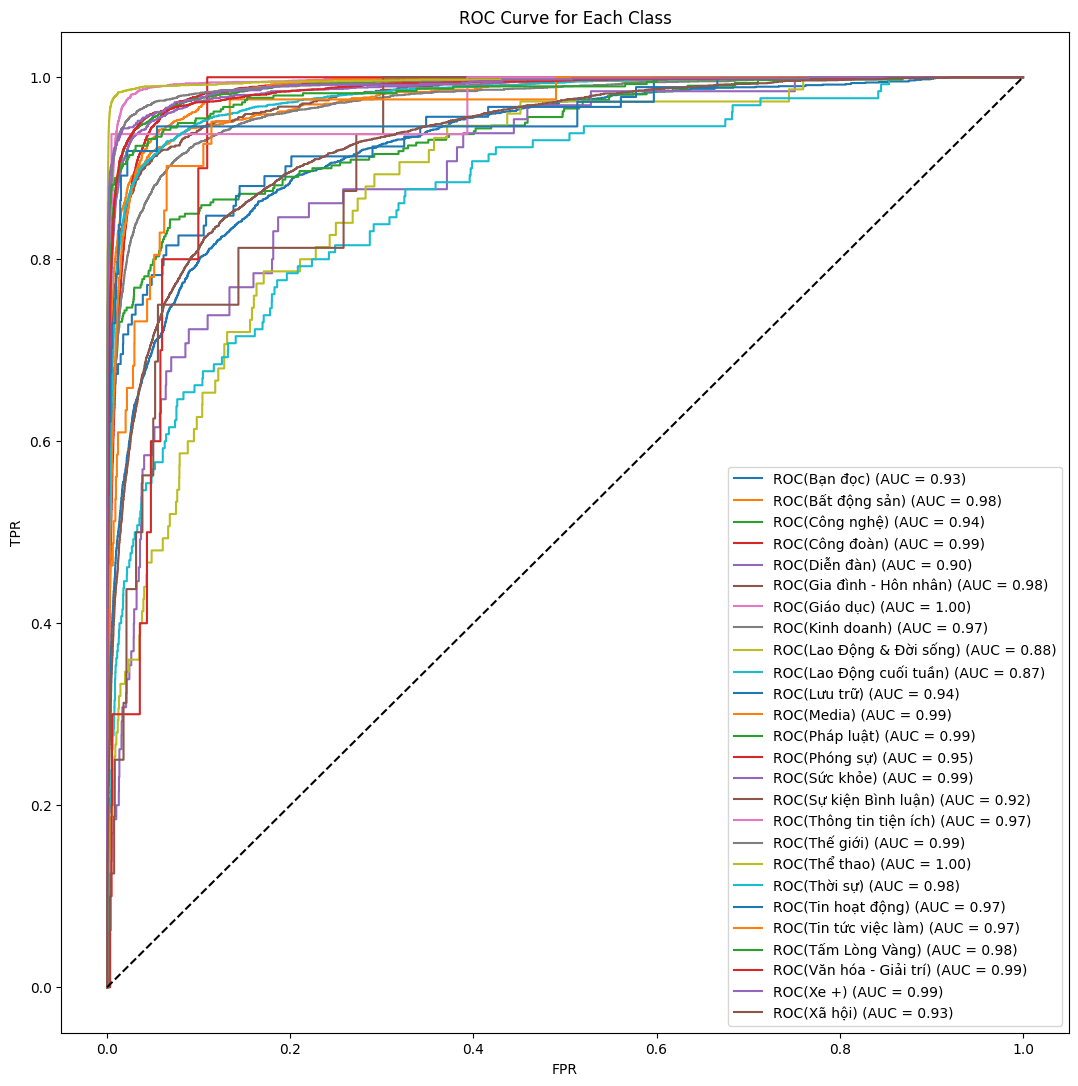 ROC Curve for Each Class
1.0
0.8
0.6
0.4
0.2
0.0
TPR
ROC(Bạn đọc) (AUC = 0.93)
ROC(Bất động sản) (AUC = 0.98)
ROC(Công nghệ) (AUC = 0.94)
ROC(Công đoàn) (AUC = 0.99)
ROC(Diễn đàn) (AUC = 0.90)
ROC(Gia đình - Hôn nhân) (AUC = 0.98)
ROC(Giáo dục) (AUC = 1.00)
ROC(Kinh doanh) (AUC = 0.97)
ROC(Lao Động & Đời sống) (AUC = 0.88)
ROC(Lao Động cuối tuần) (AUC = 0.87)
ROC(Lưu trữ) (AUC = 0.94)
ROC(Media) (AUC = 0.99)
ROC(Pháp luật) (AUC = 0.99)
ROC(Phóng sự) (AUC = 0.95)
ROC(Sức khỏe) (AUC = 0.99)
ROC(Sự kiện Bình luận) (AUC = 0.92)
ROC(Thông tin tiện ích) (AUC = 0.97)
ROC(Thế giới) (AUC = 0.99)
ROC(Thể thao) (AUC = 1.00)
ROC(Thời sự) (AUC = 0.98)
ROC(Tin hoạt động) (AUC = 0.97)
ROC(Tin tức việc làm) (AUC = 0.97)
ROC(Tấm Lòng Vàng) (AUC = 0.98)
ROC(Văn hóa - Giải trí) (AUC = 0.99)
ROC(Xe +) (AUC = 0.99)
ROC(Xã hội) (AUC = 0.93)
0.0 0.2 0.4 0.6 0.8 1.0
FPR